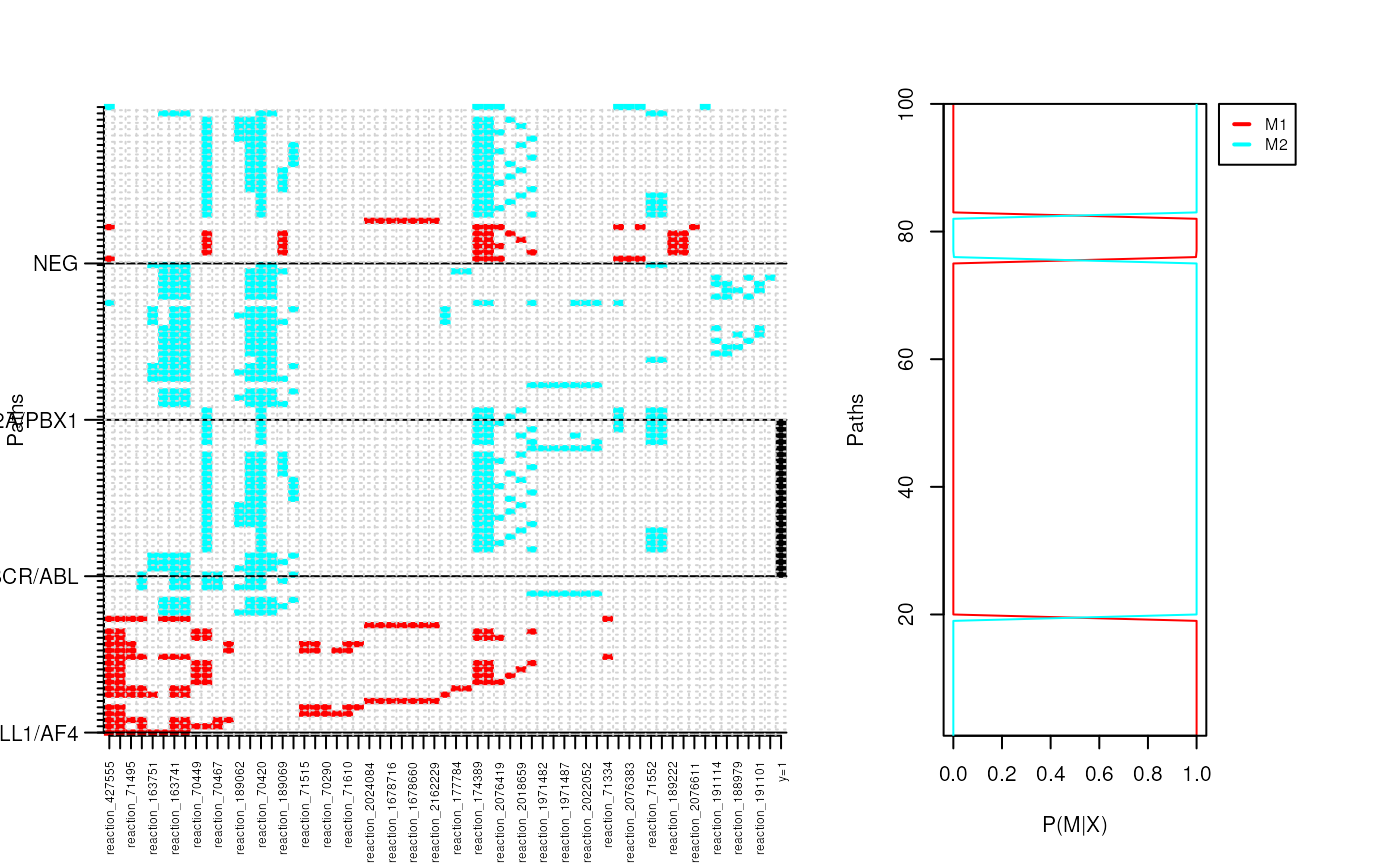 NEG
2A/PBX1
CR/ABL
LL1/AF4
Paths
reaction_427555
reaction_71495
reaction_163751
reaction_163741
reaction_70449
reaction_70467
reaction_189062
reaction_70420
reaction_189069
reaction_71515
reaction_70290
reaction_71610
reaction_2024084
reaction_1678716
reaction_1678660
reaction_2162229
reaction_177784
reaction_174389
reaction_2076419
reaction_2018659
reaction_1971482
reaction_1971487
reaction_2022052
reaction_71334
reaction_2076383
reaction_71552
reaction_189222
reaction_2076611
reaction_191114
reaction_188979
reaction_191101
y=1
Paths
100
80
60
40
20
0.0 0.2 0.4 0.6 0.8 1.0
P(M|X)
M1
M2